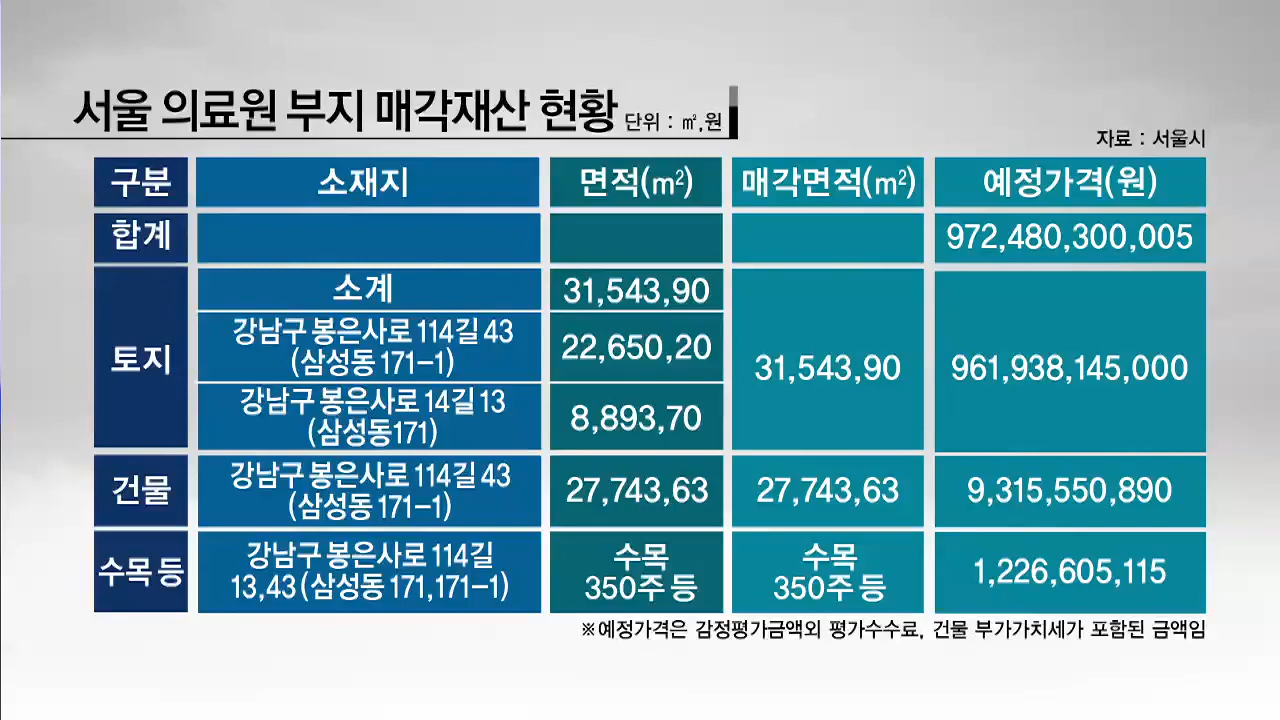 서울 의료원 부지 매각재산 현황 단위 : ㎡,원
자료 : 서울시
구분 소재지 면적(m²) 매각면적(m²) 예정가격(원)
합계 972,480,300,005
토지
소계 31,543,90
강남구 봉은사로 114길 43
(삼성동 171-1)
22,650,20
강남구 봉은사로 14길 13
(삼성동171)
8,893,70
31,543,90
961,938,145,000
건물
강남구 봉은사로 114길 43
(삼성동 171-1)
27,743,63
27,743,63
9,315,550,890
수목 등
강남구 봉은사로 114길
13,43 (삼성동 171,171-1)
수목
350주 등
수목
350주 등
1,226,605,115
※예정가격은 감정평가금액외 평가수수료, 건물 부가가치세가 포함된 금액임